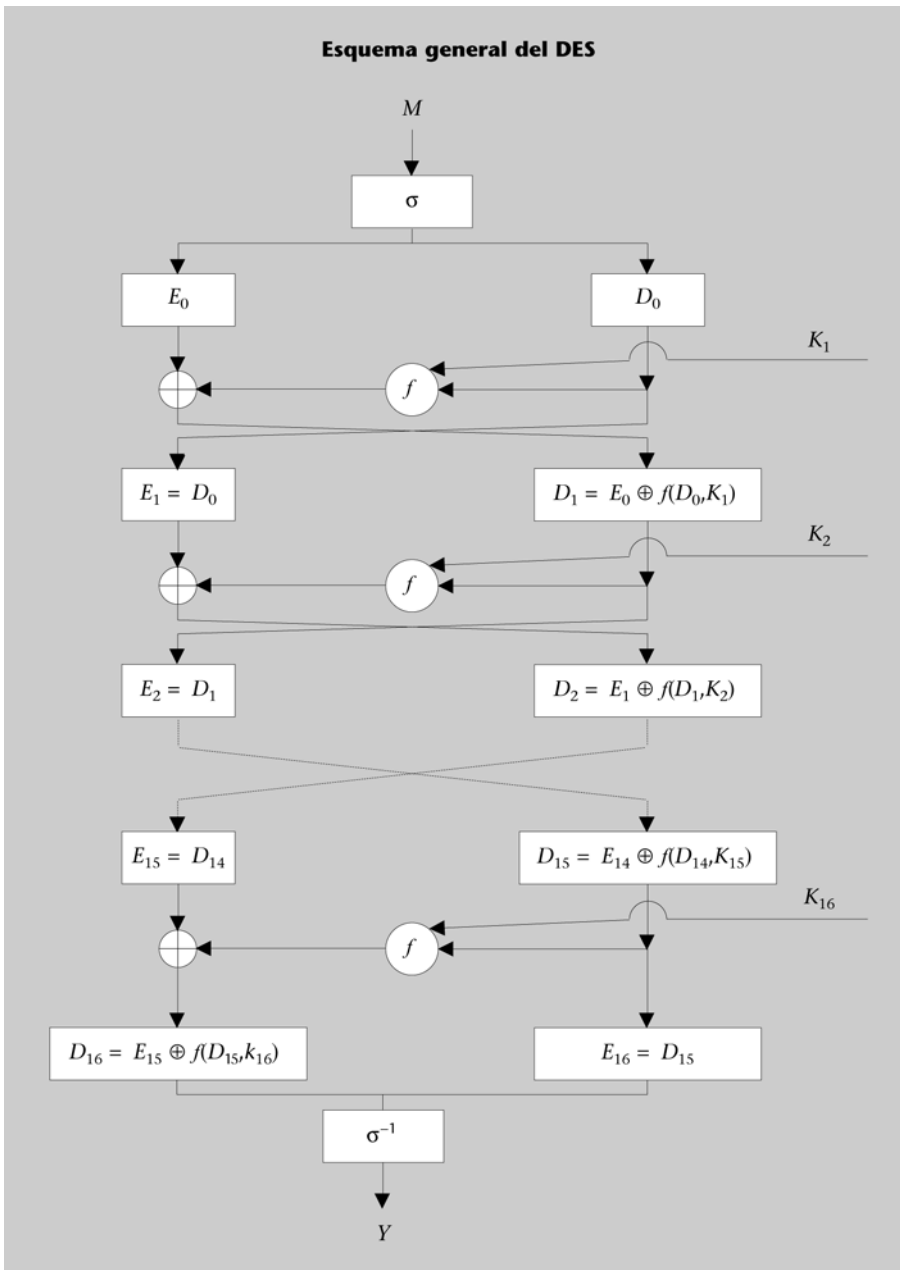 Esquema general del DES
M
σ
E₀
D₀
K₁
f
E₁ = D₀
D₁ = E₀ ⊕ f(D₀,K₁)
K₂
f
E₂ = D₁
D₂ = E₁ ⊕ f(D₁,K₂)
E₁₅ = D₁₄
D₁₅ = E₁₄ ⊕ f(D₁₄,K₁₅)
K₁₆
f
D₁₆ = E₁₅ ⊕ f(D₁₅,k₁₆)
E₁₆ = D₁₅
σ⁻¹
Y